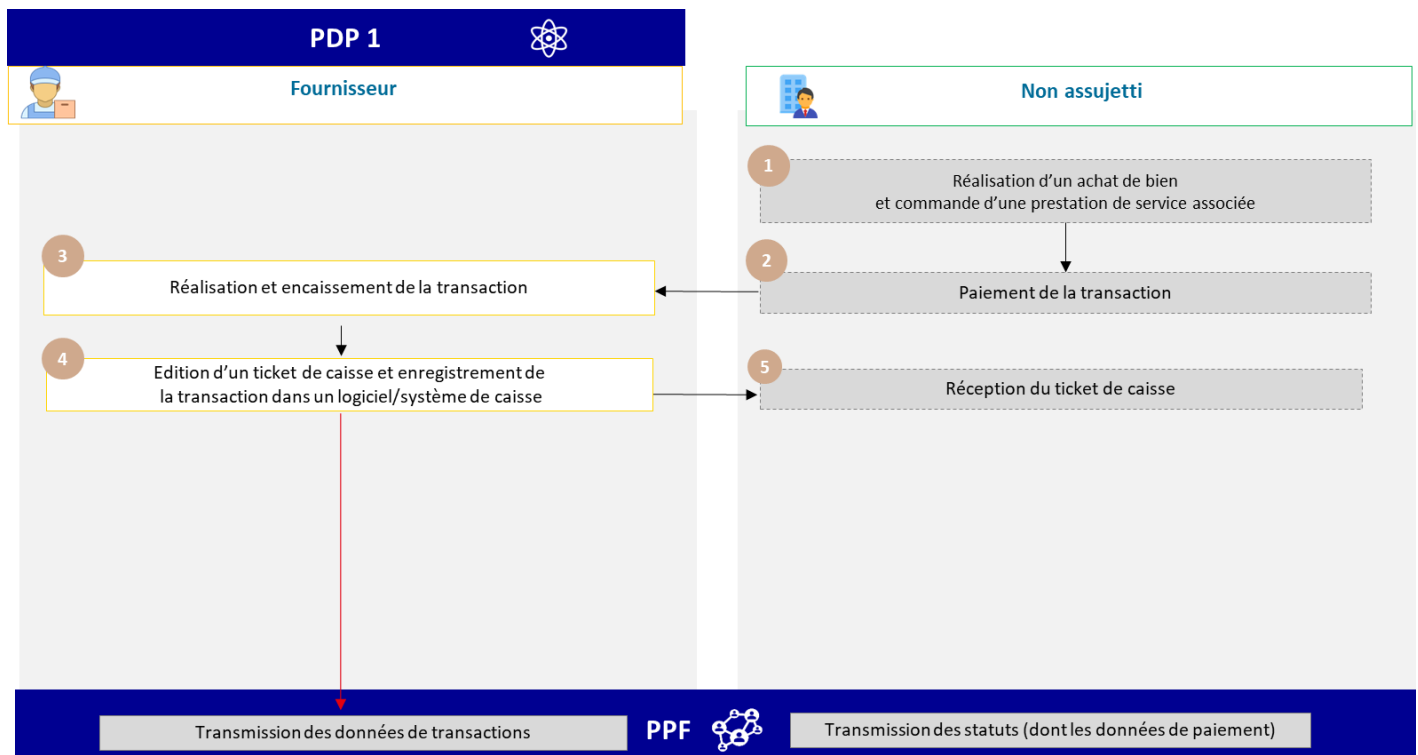 PDP 1
Fournisseur
Non assujetti
1
Réalisation d’un achat de bien
et commande d’une prestation de service associée
2
Paiement de la transaction
3
Réalisation et encaissement de la transaction
4
Edition d’un ticket de caisse et enregistrement de
la transaction dans un logiciel/système de caisse
5
Réception du ticket de caisse
Transmission des données de transactions
PPF
Transmission des statuts (dont les données de paiement)